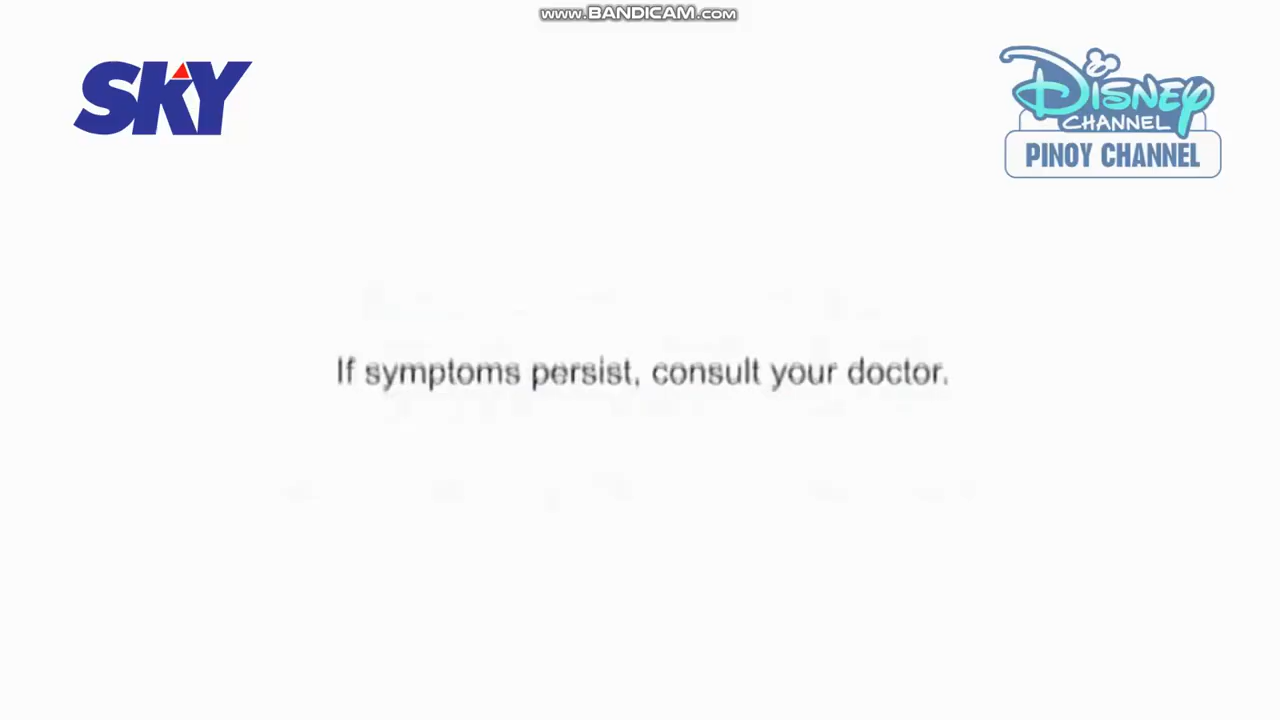 www.BANDICAM.com
SKY
DISNEY
CHANNEL
PINOY CHANNEL
If symptoms persist, consult your doctor.